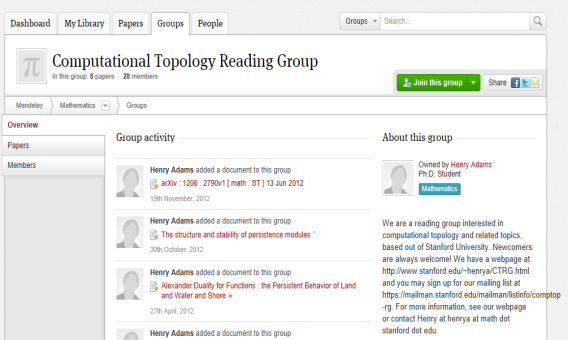 Dashboard
My Library
Papers
Groups
People
Groups
Search...
π
Computational Topology Reading Group
In this group: 8 papers · 28 members
Join this group
Share
Mendeley
Mathematics
Groups
Overview
Papers
Members
Group activity
Henry Adams added a document to this group
arXiv : 1206 . 2790v1 [ math . ST ] 13 Jun 2012
19th November, 2012
Henry Adams added a document to this group
The structure and stability of persistence modules ´
30th October, 2012
Henry Adams added a document to this group
Alexander Duality for Functions : the Persistent Behavior of Land
and Water and Shore ∗
27th April, 2012
Henry Adams added a document to this group
About this group
Owned by Henry Adams
Ph.D. Student
Mathematics
We are a reading group interested in
computational topology and related topics,
based out of Stanford University. Newcomers
are always welcome! We have a webpage at
http://www.stanford.edu/~henrya/CTRG.html
and you may sign up for our mailing list at
https://mailman.stanford.edu/mailman/listinfo/comptop
-rg. For more information, see our webpage
or contact Henry at henrya at math dot
stanford dot edu.